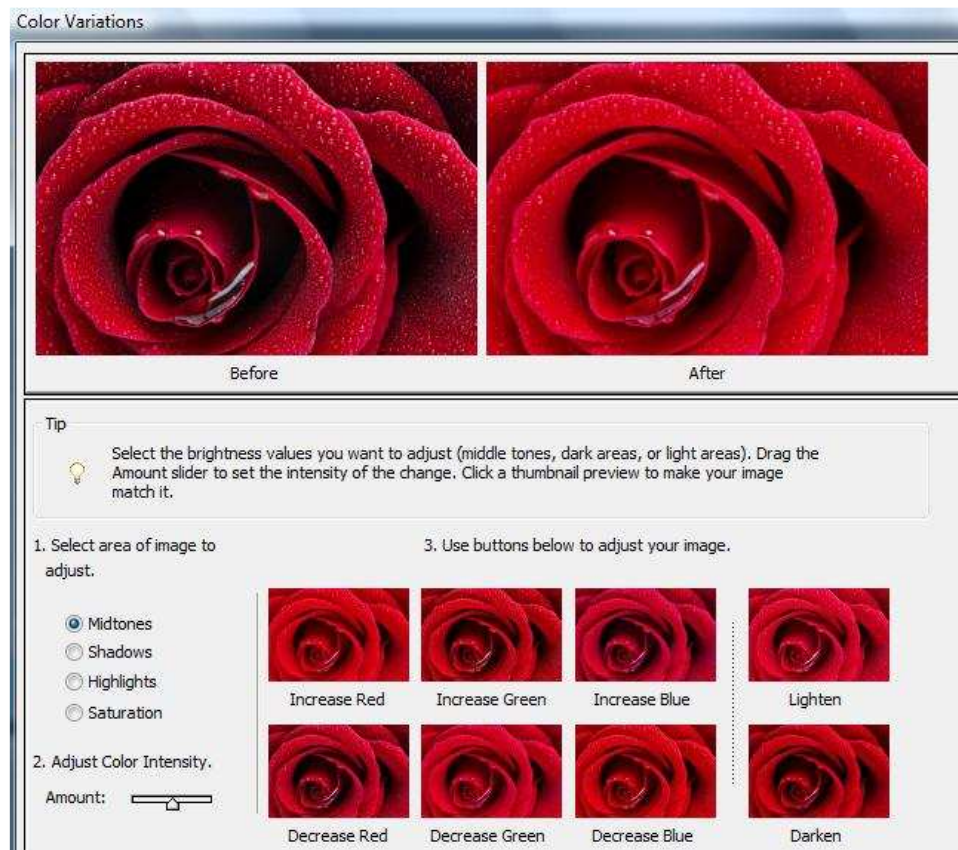 Color Variations
Before
After
Tip
Select the brightness values you want to adjust (middle tones, dark areas, or light areas). Drag the
Amount slider to set the intensity of the change. Click a thumbnail preview to make your image
match it.
1. Select area of image to
adjust.
Midtones
Shadows
Highlights
Saturation
2. Adjust Color Intensity.
Amount:
3. Use buttons below to adjust your image.
Increase Red
Increase Green
Increase Blue
Lighten
Decrease Red
Decrease Green
Decrease Blue
Darken